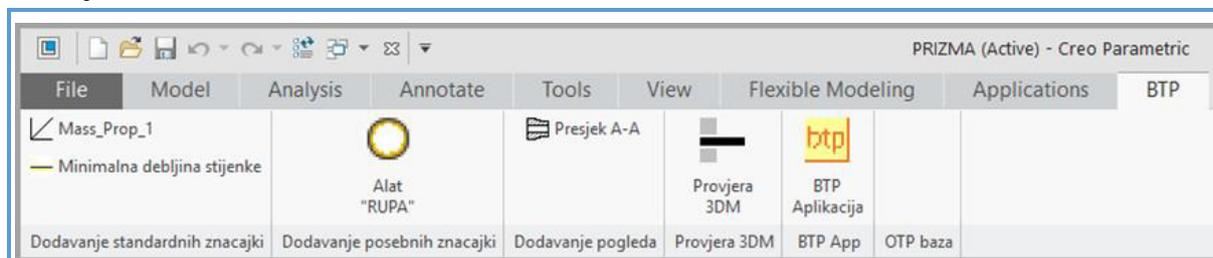 PRIZMA (Active) - Creo Parametric
File Model Analysis Annotate Tools View Flexible Modeling Applications BTP
Mass_Prop_1
Minimalna debljina stijenke
Alat
"RUPA"
Presjek A-A
Provjera
3DM
btp
BTP
Aplikacija
Dodavanje standardnih znacajki Dodavanje posebnih znacajki Dodavanje pogleda Provjera 3DM BTP App OTP baza